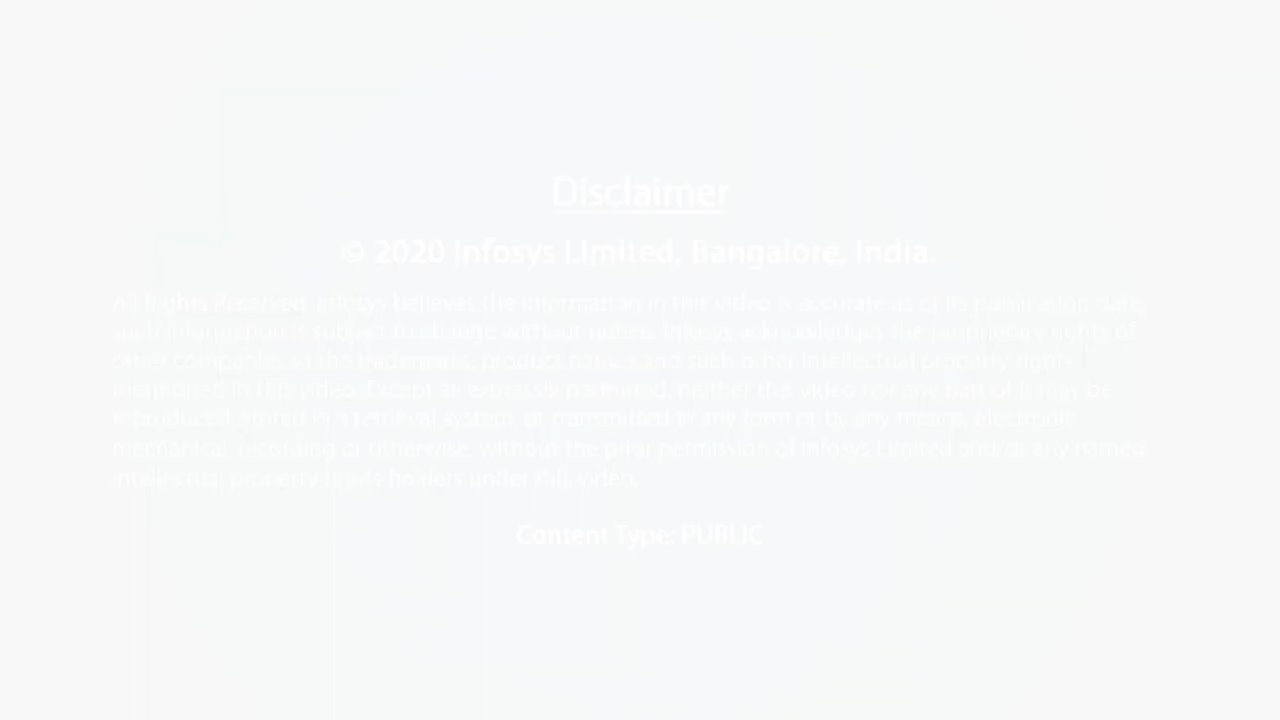 Disclaimer
© 2020 Infosys Limited, Bangalore, India.
All Rights Reserved. Infosys believes the information in this video is accurate as of its publication date;
such information is subject to change without notice. Infosys acknowledges the proprietary rights of
other companies to the trademarks, product names and such other intellectual property rights
mentioned in this video. Except as expressly permitted, neither this video nor any part of it may be
reproduced, stored in a retrieval system, or transmitted in any form or by any means, electronic,
mechanical, recording or otherwise, without the prior permission of Infosys Limited and/or any named
intellectual property rights holders under this video.
Content Type: PUBLIC